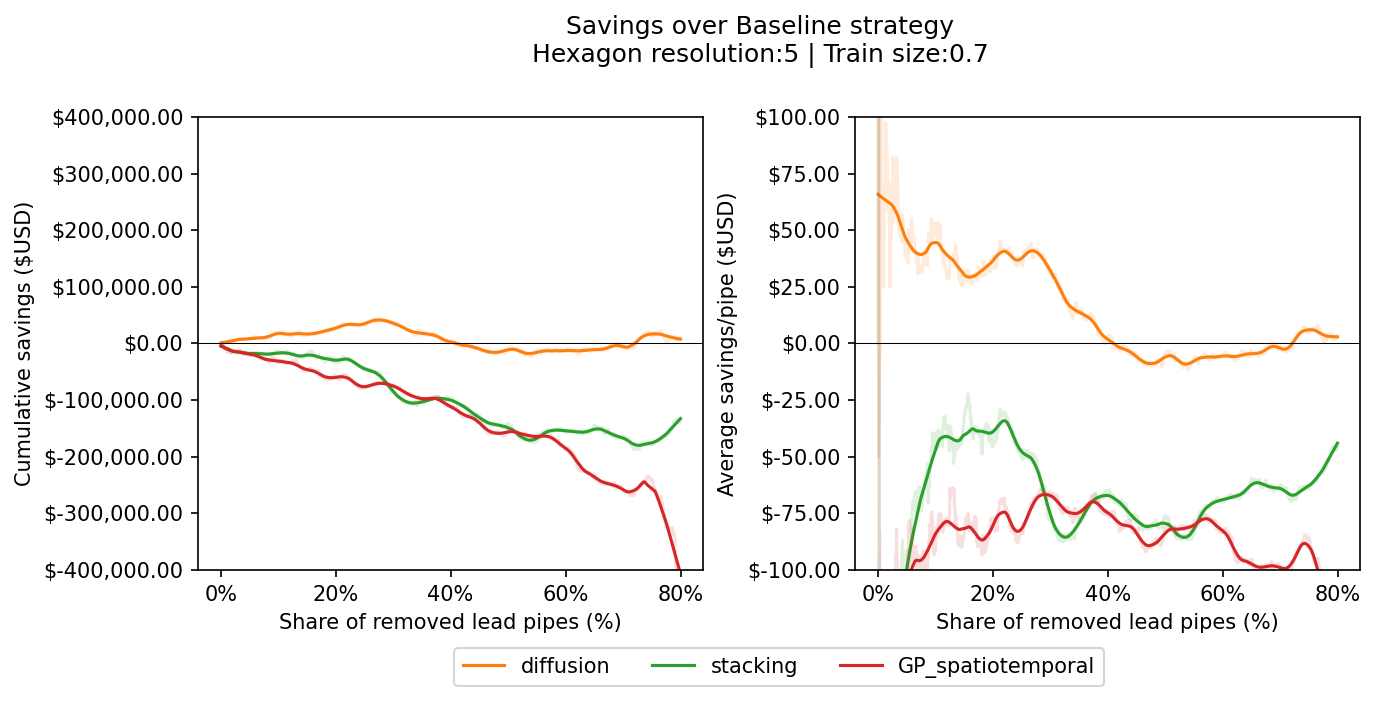 Savings over Baseline strategy
Hexagon resolution:5 | Train size:0.7
Cumulative savings ($USD)
$400,000.00
$300,000.00
$200,000.00
$100,000.00
$0.00
$-100,000.00
$-200,000.00
$-300,000.00
$-400,000.00
0% 20% 40% 60% 80%
Share of removed lead pipes (%)
Average savings/pipe ($USD)
$100.00
$75.00
$50.00
$25.00
$0.00
$-25.00
$-50.00
$-75.00
$-100.00
0% 20% 40% 60% 80%
Share of removed lead pipes (%)
diffusion stacking GP_spatiotemporal